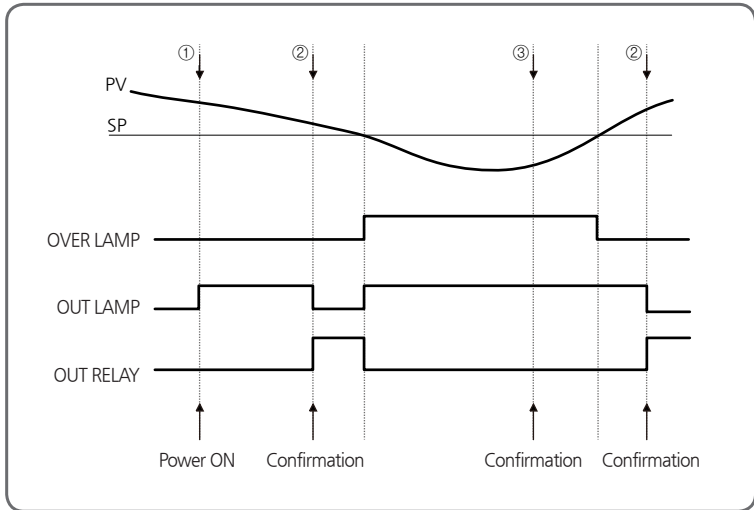 ① ② ③ ②
PV
SP
OVER LAMP
OUT LAMP
OUT RELAY
Power ON Confirmation Confirmation Confirmation